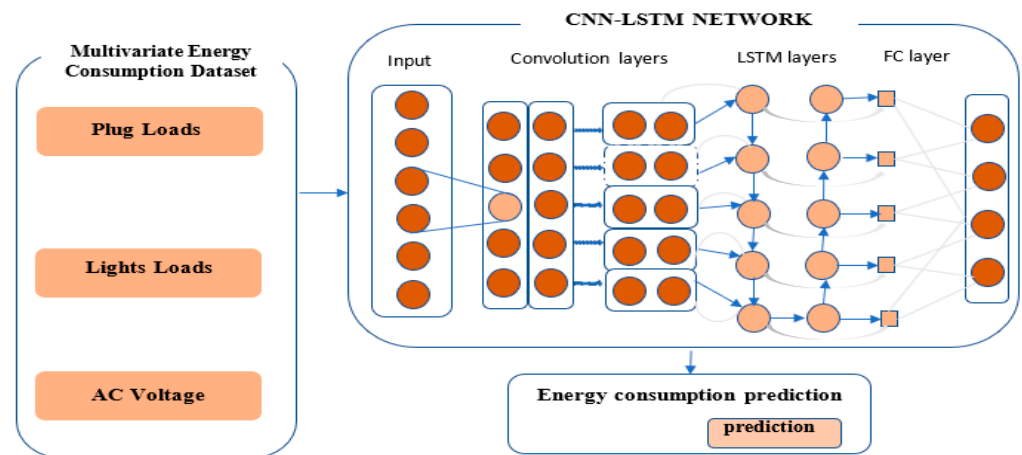 CNN-LSTM NETWORK
Multivariate Energy
Consumption Dataset
Plug Loads
Lights Loads
AC Voltage
Input
Convolution layers
LSTM layers
FC layer
Energy consumption prediction
prediction